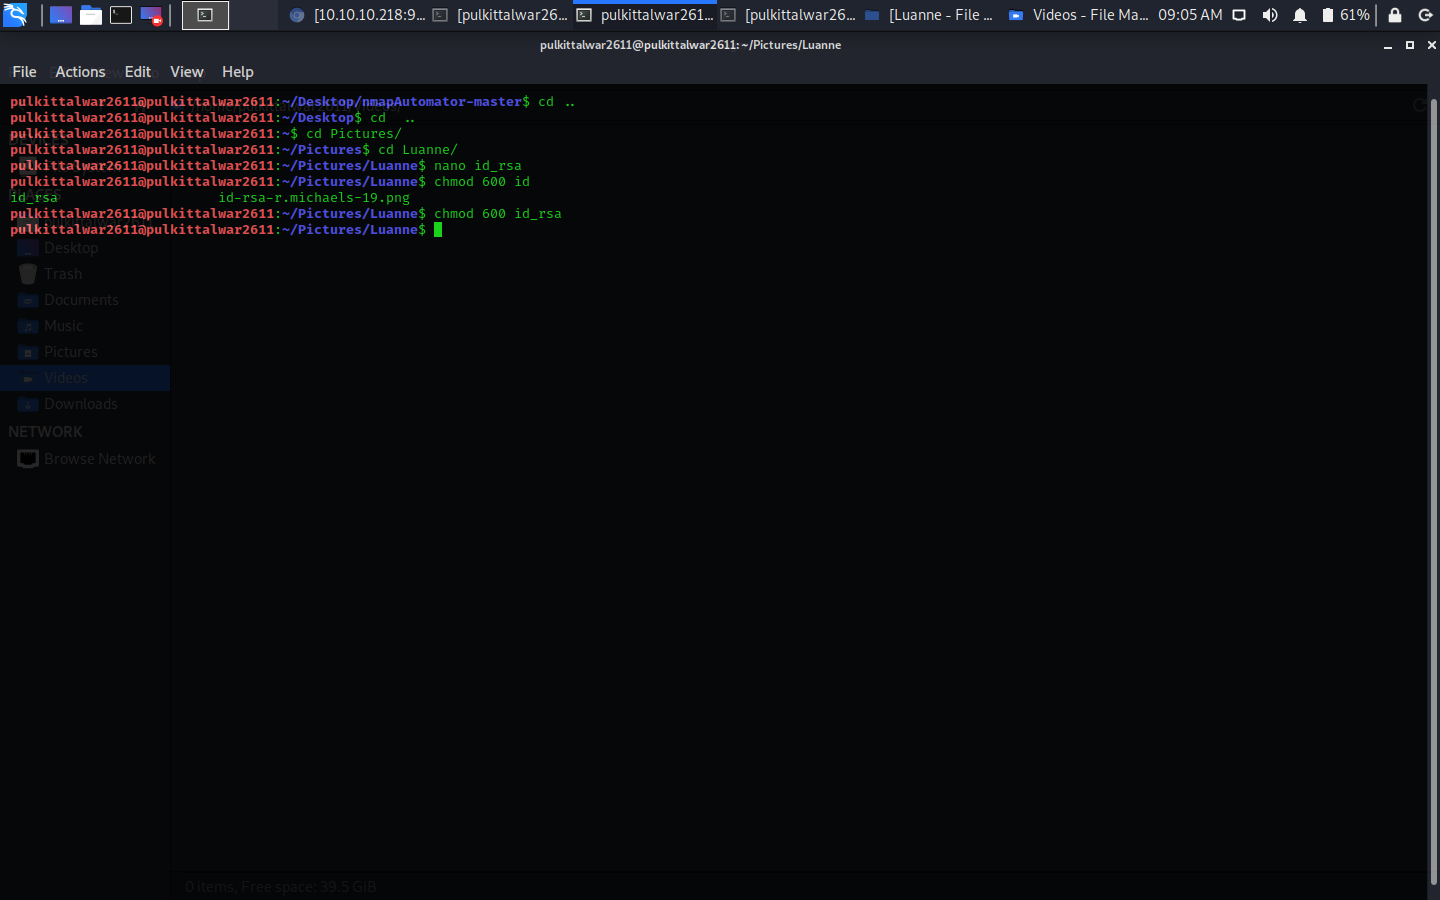 [10.10.10.218:9... [pulkittalwar26... pulkittalwar261... [pulkittalwar26... [Luanne - File ... Videos - File Ma... 09:05 AM 61%
pulkittalwar2611@pulkittalwar2611: ~/Pictures/Luanne
File Actions Edit View Help
pulkittalwar2611@pulkittalwar2611:~/Desktop/nmapAutomator-master$ cd ..
pulkittalwar2611@pulkittalwar2611:~/Desktop$ cd  ..
pulkittalwar2611@pulkittalwar2611:~$ cd Pictures/
pulkittalwar2611@pulkittalwar2611:~/Pictures$ cd Luanne/
pulkittalwar2611@pulkittalwar2611:~/Pictures/Luanne$ nano id_rsa
pulkittalwar2611@pulkittalwar2611:~/Pictures/Luanne$ chmod 600 id
id_rsa                    id-rsa-r.michaels-19.png
pulkittalwar2611@pulkittalwar2611:~/Pictures/Luanne$ chmod 600 id_rsa
pulkittalwar2611@pulkittalwar2611:~/Pictures/Luanne$
Desktop
Trash
Documents
Music
Pictures
Videos
Downloads
NETWORK
Browse Network
0 items, Free space: 39.5 GiB